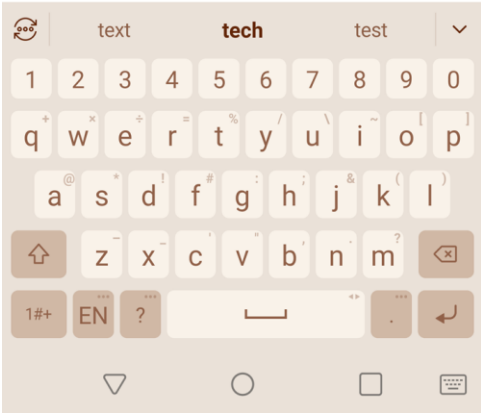 text tech test
1 2 3 4 5 6 7 8 9 0
+ × ÷ = % / \ ~ [ ]
q w e r t y u i o p
@ * ! # : ; & ( )
a s d f g h j k l
– _ ' " , . ?
z x c v b n m
1#+ EN ? .